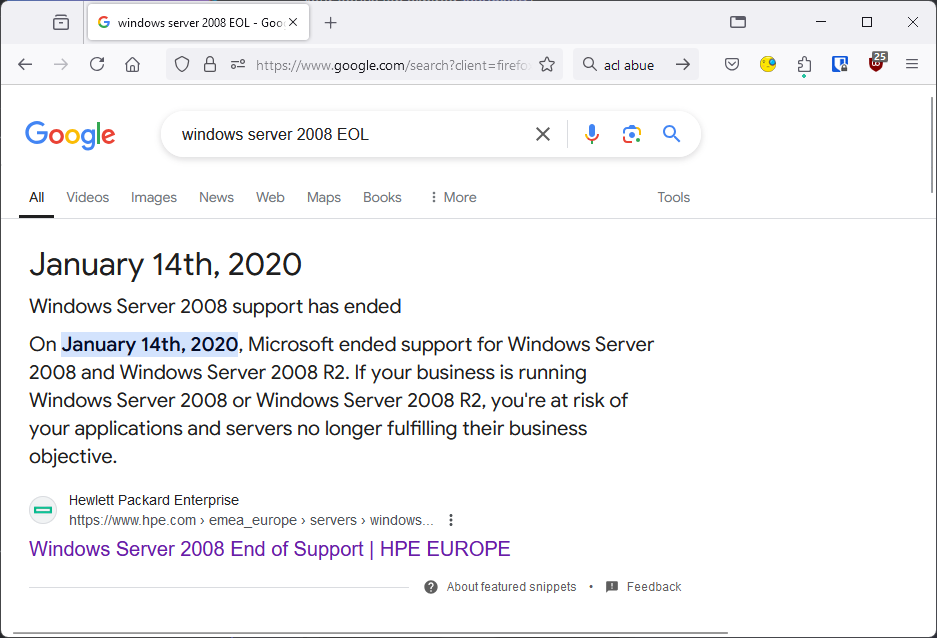 windows server 2008 EOL - Goo
https://www.google.com/search?client=firefo
acl abue
25
Google
windows server 2008 EOL
All Videos Images News Web Maps Books More Tools
January 14th, 2020
Windows Server 2008 support has ended
On January 14th, 2020, Microsoft ended support for Windows Server
2008 and Windows Server 2008 R2. If your business is running
Windows Server 2008 or Windows Server 2008 R2, you're at risk of
your applications and servers no longer fulfilling their business
objective.
Hewlett Packard Enterprise
https://www.hpe.com › emea_europe › servers › windows...
Windows Server 2008 End of Support | HPE EUROPE
About featured snippets • Feedback